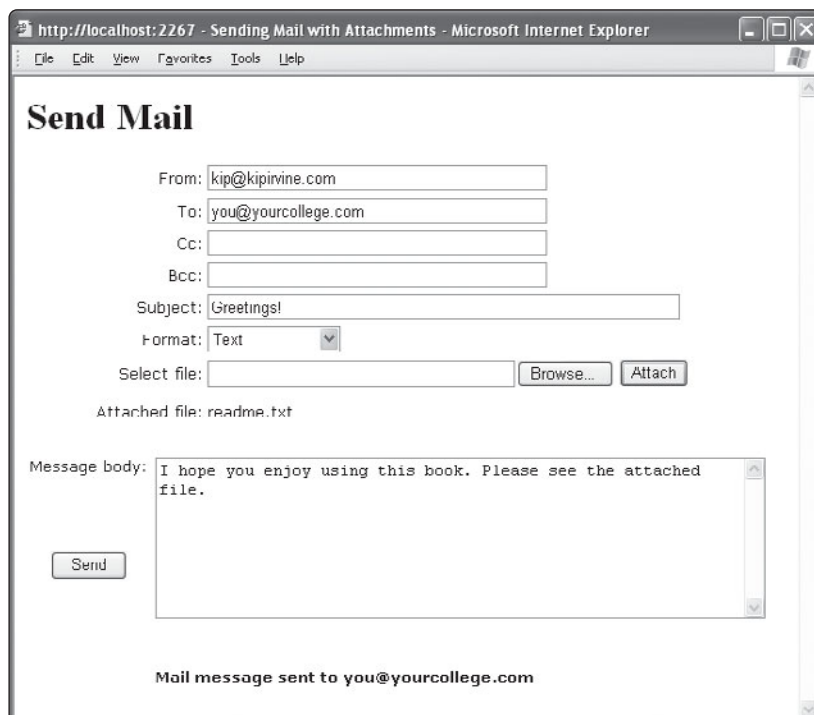 http://localhost:2267 - Sending Mail with Attachments - Microsoft Internet Explorer
File Edit View Favorites Tools Help
Send Mail
From: kip@kipirvine.com
To: you@yourcollege.com
Cc:
Bcc:
Subject: Greetings!
Format: Text
Select file: Browse... Attach
Attached file: readme.txt
Message body: I hope you enjoy using this book. Please see the attached
file.
Send
Mail message sent to you@yourcollege.com